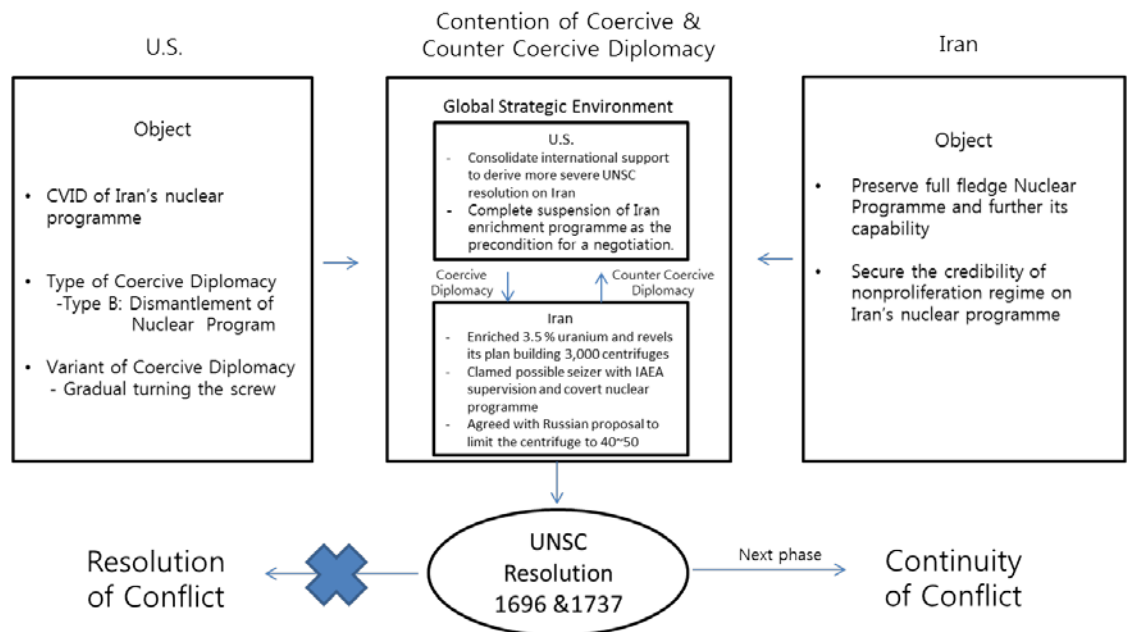 U.S.
Object
• CVID of Iran's nuclear
programme
• Type of Coercive Diplomacy
-Type B: Dismantlement of
Nuclear Program
• Variant of Coercive Diplomacy
- Gradual turning the screw
Contention of Coercive &
Counter Coercive Diplomacy
Global Strategic Environment
U.S.
- Consolidate international support
to derive more severe UNSC
resolution on Iran
- Complete suspension of Iran
enrichment programme as the
precondition for a negotiation.
Coercive
Diplomacy
Counter Coercive
Diplomacy
Iran
- Enriched 3.5 % uranium and revels
its plan building 3,000 centrifuges
- Clamed possible seizer with IAEA
supervision and covert nuclear
programme
- Agreed with Russian proposal to
limit the centrifuge to 40~50
Iran
Object
• Preserve full fledge Nuclear
Programme and further its
capability
• Secure the credibility of
nonproliferation regime on
Iran's nuclear programme
Resolution
of Conflict
UNSC
Resolution
1696 &1737
Next phase
Continuity
of Conflict